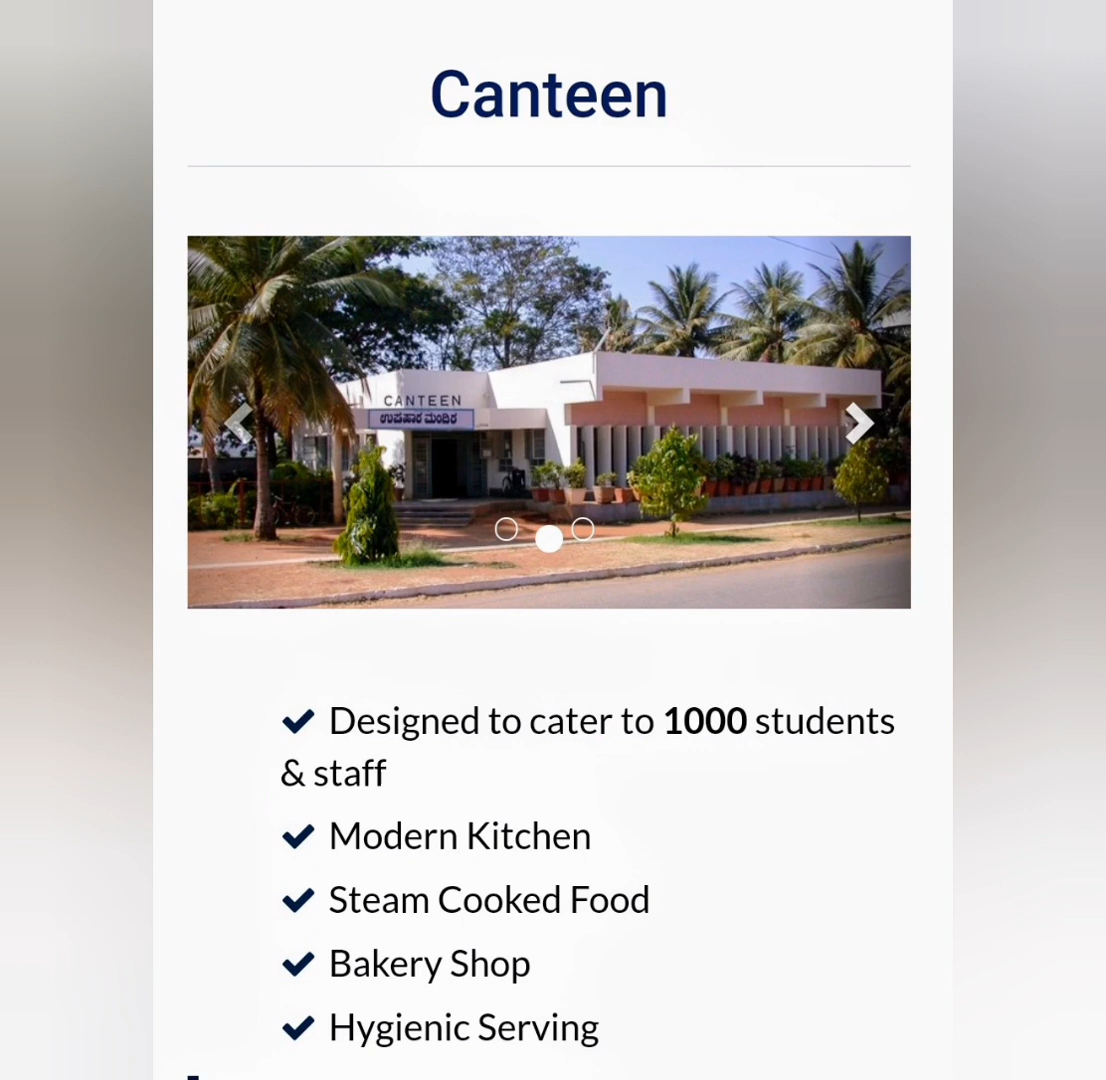 Canteen
CANTEEN
ಉಪಹಾರ ಮಂದಿರ
Designed to cater to 1000 students
& staff
Modern Kitchen
Steam Cooked Food
Bakery Shop
Hygienic Serving